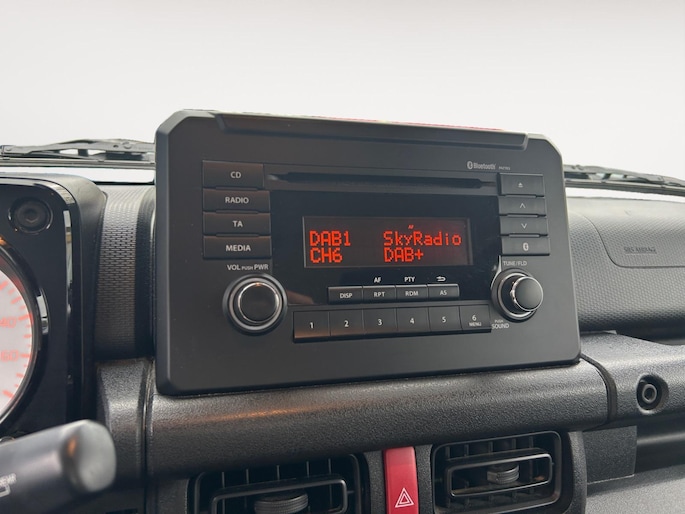 Bluetooth
CD
RADIO
TA
MEDIA
DAB1 SkyRadio
CH6 DAB+
VOL PUSH PWR
TUNE/FLD
AF PTY
DISP RPT RDM AS
1 2 3 4 5 6
MENU
PUSH
SOUND